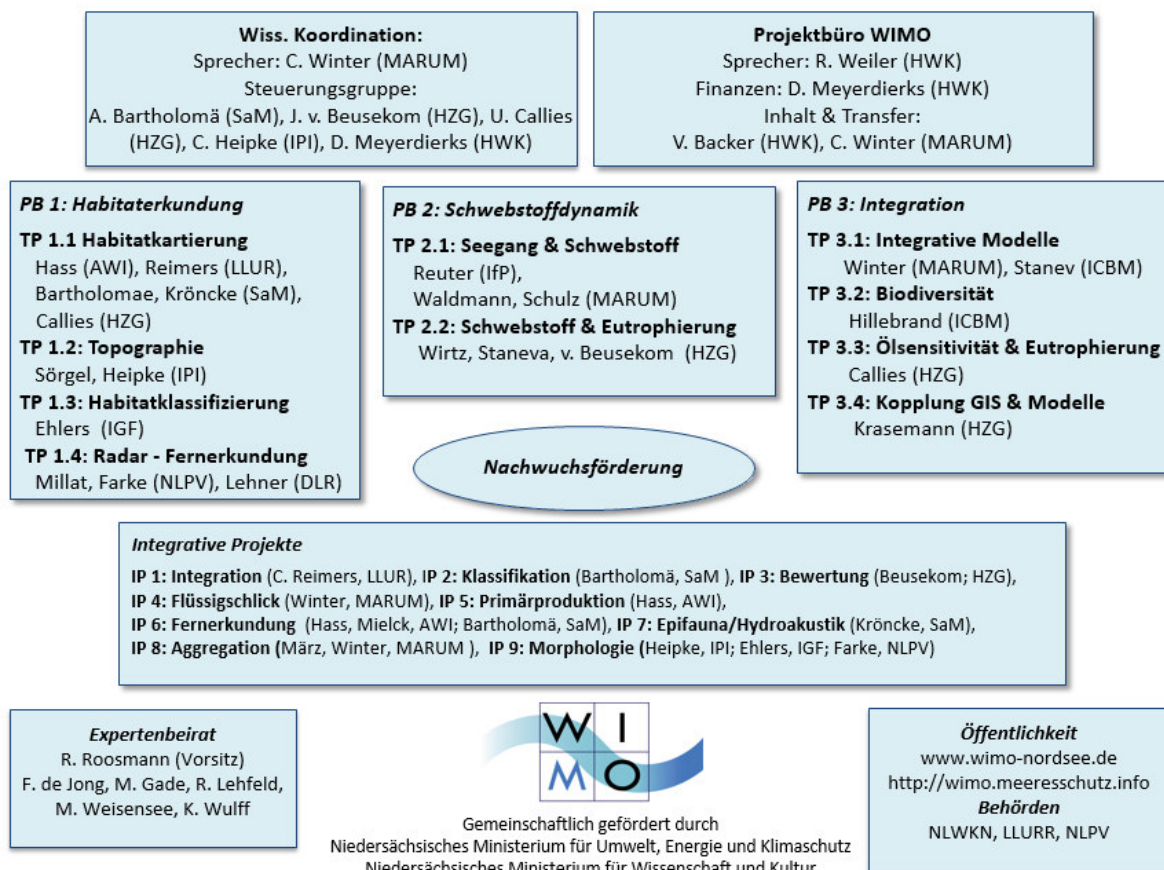 Wiss. Koordination:
Sprecher: C. Winter (MARUM)
Steuerungsgruppe:
A. Bartholomä (SaM), J. v. Beusekom (HZG), U. Callies
(HZG), C. Heipke (IPI), D. Meyerdierks (HWK)
Projektbüro WIMO
Sprecher: R. Weiler (HWK)
Finanzen: D. Meyerdierks (HWK)
Inhalt & Transfer:
V. Backer (HWK), C. Winter (MARUM)
PB 1: Habitaterkundung
TP 1.1 Habitatkartierung
Hass (AWI), Reimers (LLUR),
Bartholomae, Kröncke (SaM),
Callies (HZG)
TP 1.2: Topographie
Sörgel, Heipke (IPI)
TP 1.3: Habitatklassifizierung
Ehlers (IGF)
TP 1.4: Radar - Fernerkundung
Millat, Farke (NLPV), Lehner (DLR)
PB 2: Schwebstoffdynamik
TP 2.1: Seegang & Schwebstoff
Reuter (IfP),
Waldmann, Schulz (MARUM)
TP 2.2: Schwebstoff & Eutrophierung
Wirtz, Staneva, v. Beusekom (HZG)
PB 3: Integration
TP 3.1: Integrative Modelle
Winter (MARUM), Stanev (ICBM)
TP 3.2: Biodiversität
Hillebrand (ICBM)
TP 3.3: Ölsensitivität & Eutrophierung
Callies (HZG)
TP 3.4: Kopplung GIS & Modelle
Krasemann (HZG)
Nachwuchsförderung
Integrative Projekte
IP 1: Integration (C. Reimers, LLUR), IP 2: Klassifikation (Bartholomä, SaM ), IP 3: Bewertung (Beusekom; HZG),
IP 4: Flüssigschlick (Winter, MARUM), IP 5: Primärproduktion (Hass, AWI),
IP 6: Fernerkundung (Hass, Mielck, AWI; Bartholomä, SaM), IP 7: Epifauna/Hydroakustik (Kröncke, SaM),
IP 8: Aggregation (März, Winter, MARUM ), IP 9: Morphologie (Heipke, IPI; Ehlers, IGF; Farke, NLPV)
Expertenbeirat
R. Roosmann (Vorsitz)
F. de Jong, M. Gade, R. Lehfeld,
M. Weisensee, K. Wulff
W I
M O
Gemeinschaftlich gefördert durch
Niedersächsisches Ministerium für Umwelt, Energie und Klimaschutz
Niedersächsisches Ministerium für Wissenschaft und Kultur
Öffentlichkeit
www.wimo-nordsee.de
http://wimo.meeresschutz.info
Behörden
NLWKN, LLURR, NLPV